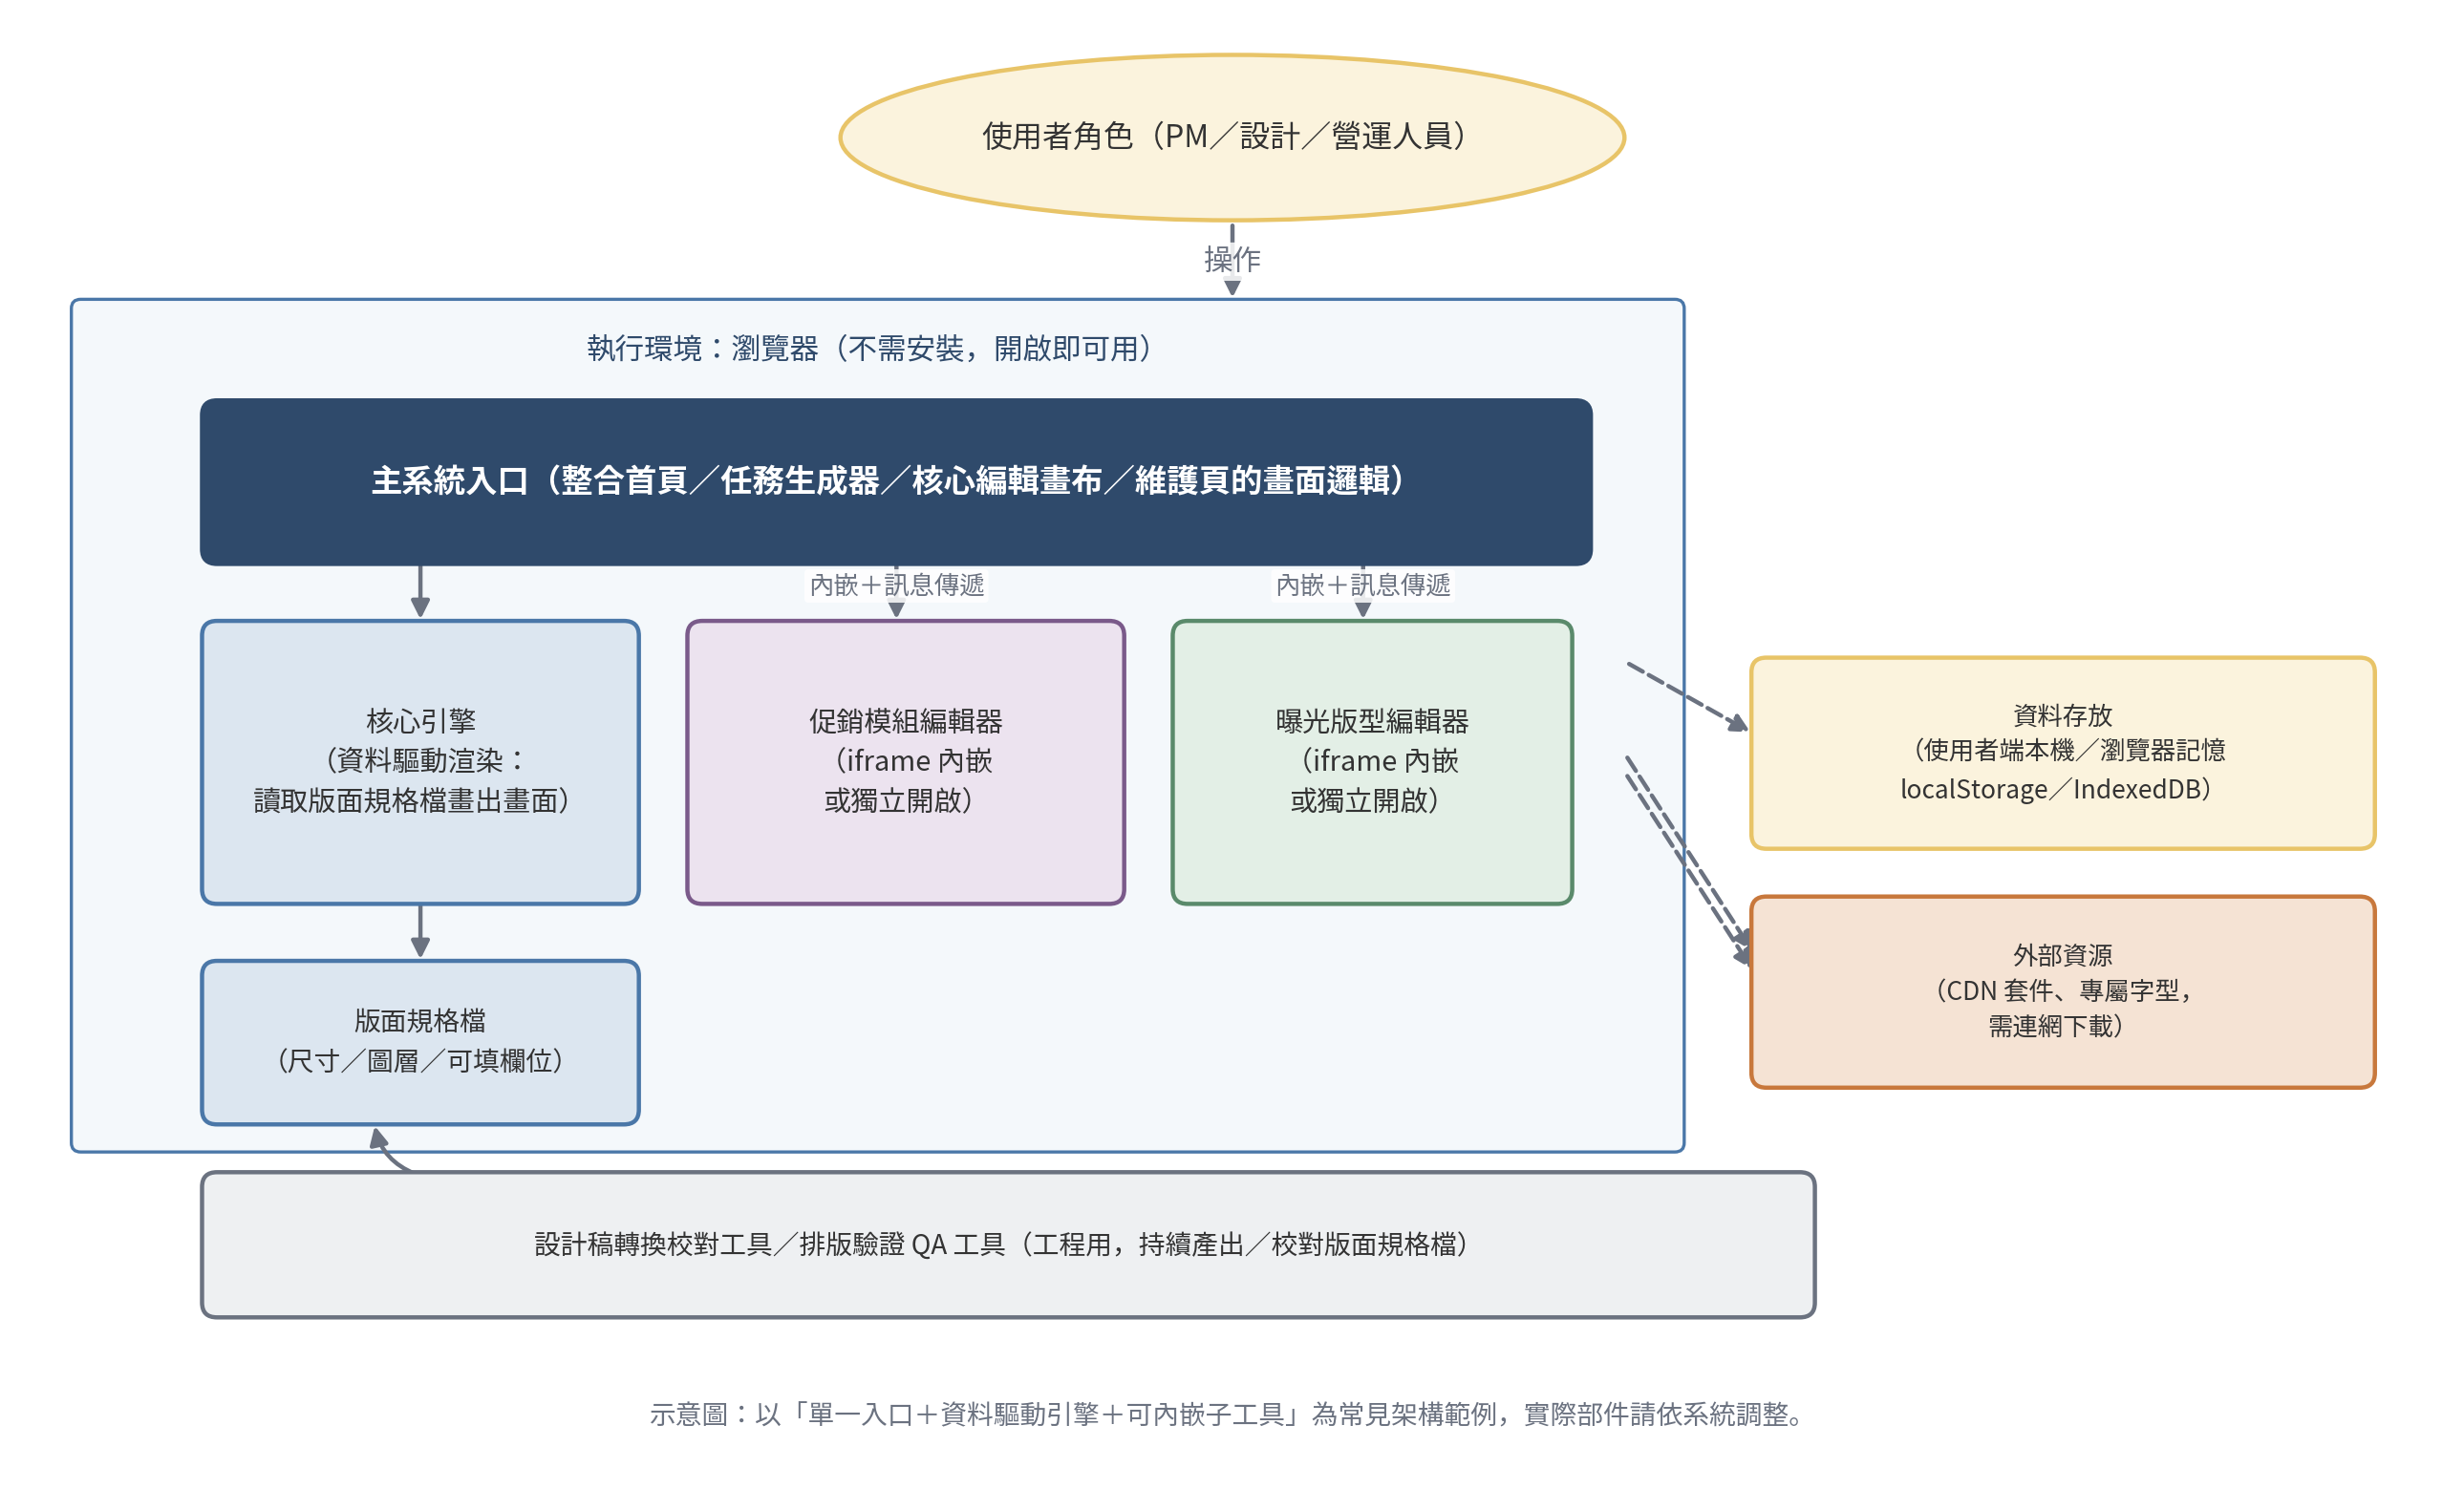 使用者角色（PM／設計／營運人員）
操作
執行環境：瀏覽器（不需安裝，開啟即可用）
主系統入口（整合首頁／任務生成器／核心編輯畫布／維護頁的畫面邏輯）
內嵌＋訊息傳遞
內嵌＋訊息傳遞
核心引擎
（資料驅動渲染：
讀取版面規格檔畫出畫面）
促銷模組編輯器
（iframe 內嵌
或獨立開啟）
曝光版型編輯器
（iframe 內嵌
或獨立開啟）
資料存放
（使用者端本機／瀏覽器記憶
localStorage／IndexedDB）
外部資源
（CDN 套件、專屬字型，
需連網下載）
版面規格檔
（尺寸／圖層／可填欄位）
設計稿轉換校對工具／排版驗證 QA 工具（工程用，持續產出／校對版面規格檔）
示意圖：以「單一入口＋資料驅動引擎＋可內嵌子工具」為常見架構範例，實際部件請依系統調整。